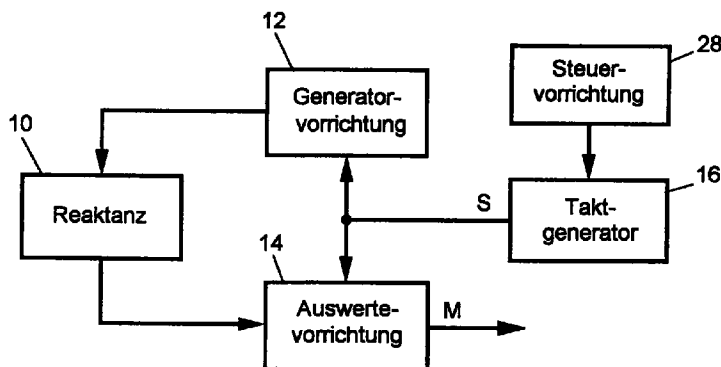 12
28
Generator-
vorrichtung
Steuer-
vorrichtung
10
Reaktanz
S
16
Takt-
generator
14
Auswerte-
vorrichtung
M